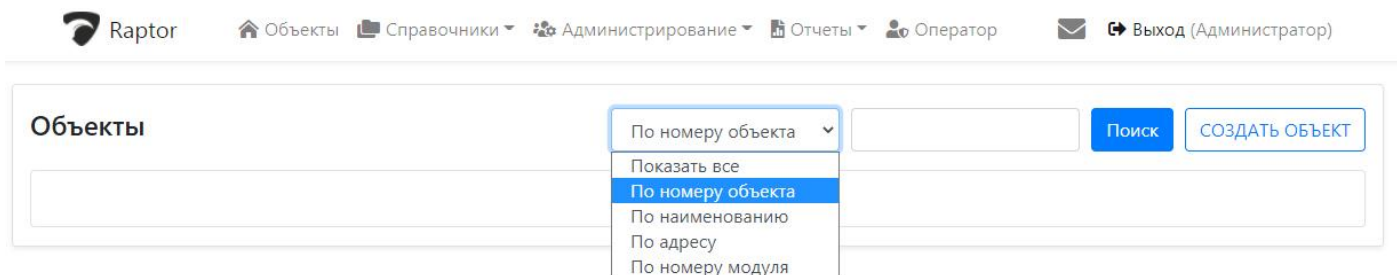 Raptor Объекты Справочники Администрирование Отчеты Оператор Выход (Администратор)
Объекты По номеру объекта Поиск СОЗДАТЬ ОБЪЕКТ
Показать все
По номеру объекта
По наименованию
По адресу
По номеру модуля